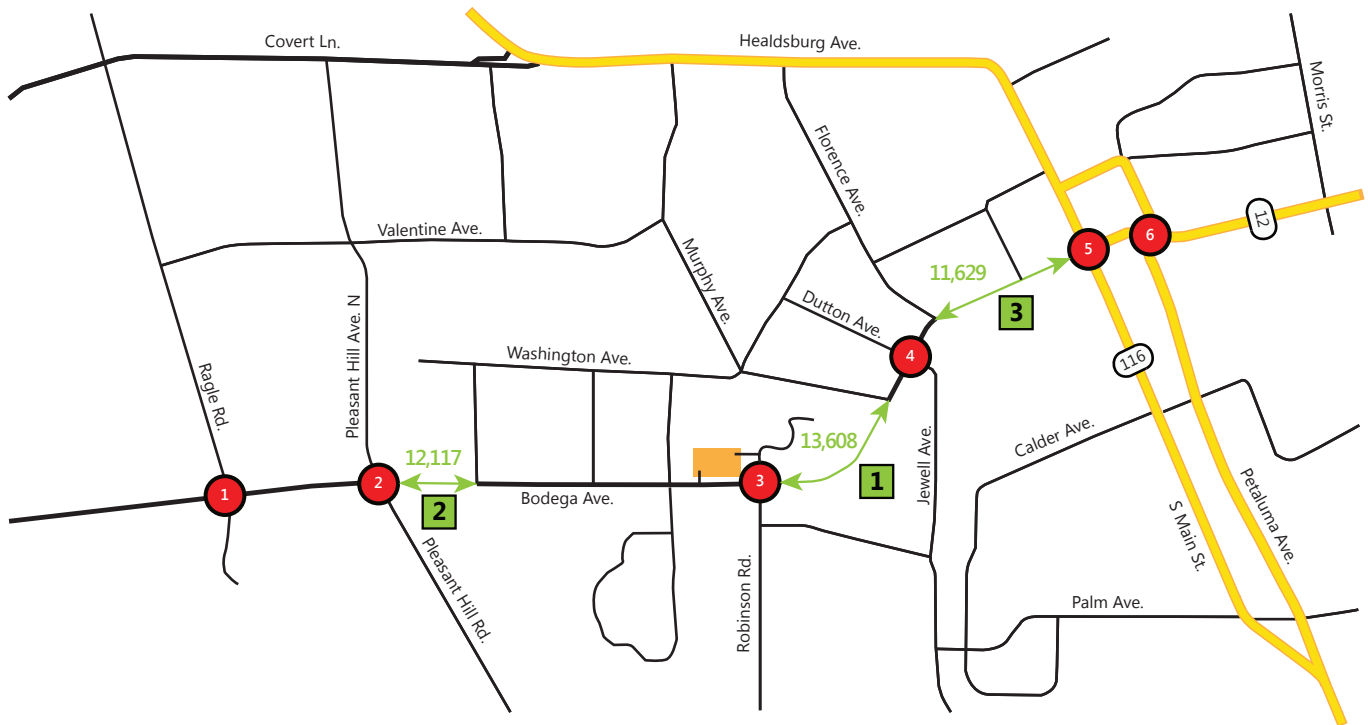 Covert Ln.
Healdsburg Ave.
Morris St.
Florence Ave.
Valentine Ave.
Murphy Ave.
12
6
5
11,629
3
Dutton Ave.
4
116
Washington Ave.
Pleasant Hill Ave. N
Ragle Rd.
Calder Ave.
13,608
12,117
Jewell Ave.
1
2
3
1
2
Bodega Ave.
Petaluma Ave.
S Main St.
Pleasant Hill Rd.
Robinson Rd.
Palm Ave.